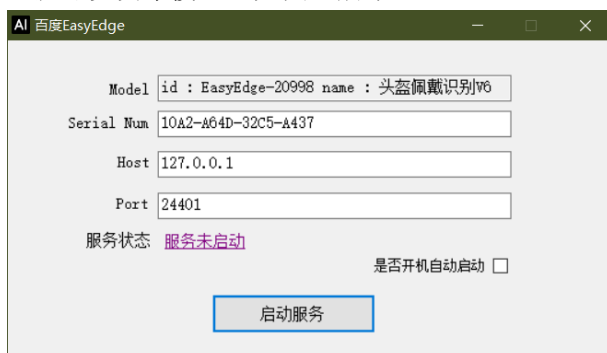 AI 百度EasyEdge
Model id : EasyEdge-20998 name : 头盔佩戴识别V6
Serial Num 10A2-A64D-32C5-A437
Host 127.0.0.1
Port 24401
服务状态 服务未启动
是否开机自动启动
启动服务